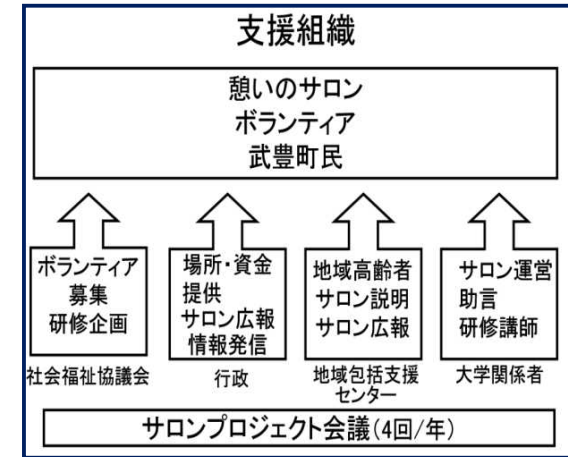 支援組織
憩いのサロン
ボランティア
武豊町民
ボランティア
募集
研修企画
社会福祉協議会
場所・資金
提供
サロン広報
情報発信
行政
地域高齢者
サロン説明
サロン広報
地域包括支援
センター
サロン運営
助言
研修講師
大学関係者
サロンプロジェクト会議(4回/年)